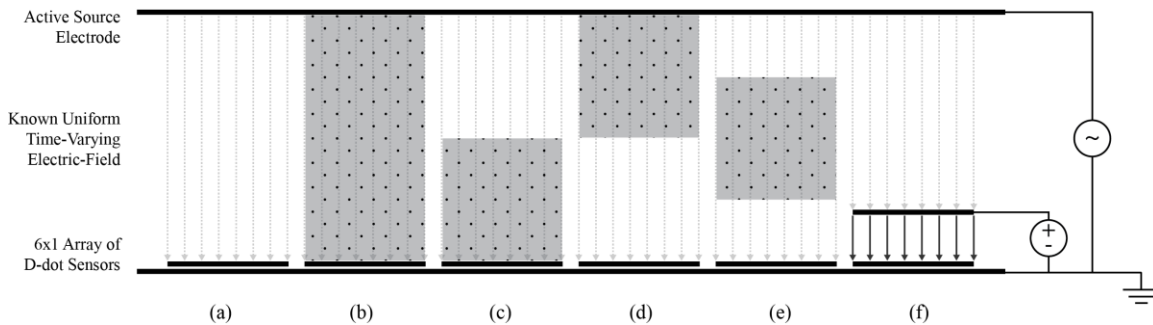 Active Source
Electrode
Known Uniform
Time-Varying
Electric-Field
6x1 Array of
D-dot Sensors
~
+
-
(a) (b) (c) (d) (e) (f)